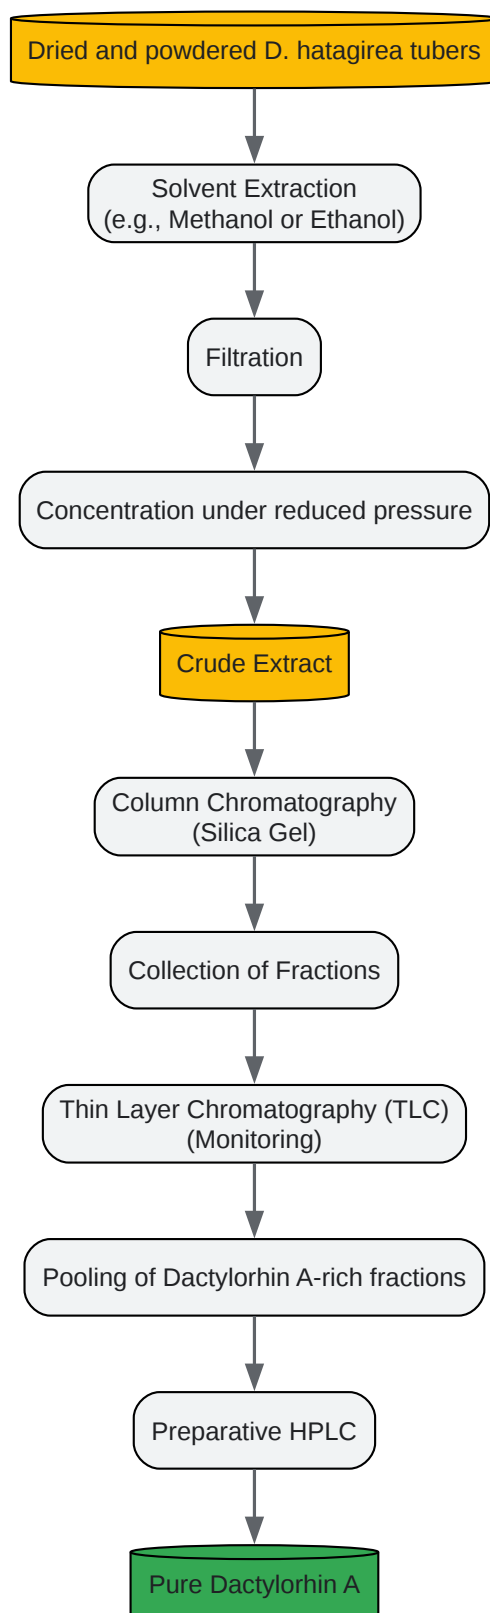 Dried and powdered D. hatagirea tubers
Solvent Extraction
(e.g., Methanol or Ethanol)
Filtration
Concentration under reduced pressure
Crude Extract
Column Chromatography
(Silica Gel)
Collection of Fractions
Thin Layer Chromatography (TLC)
(Monitoring)
Pooling of Dactylorhin A-rich fractions
Preparative HPLC
Pure Dactylorhin A